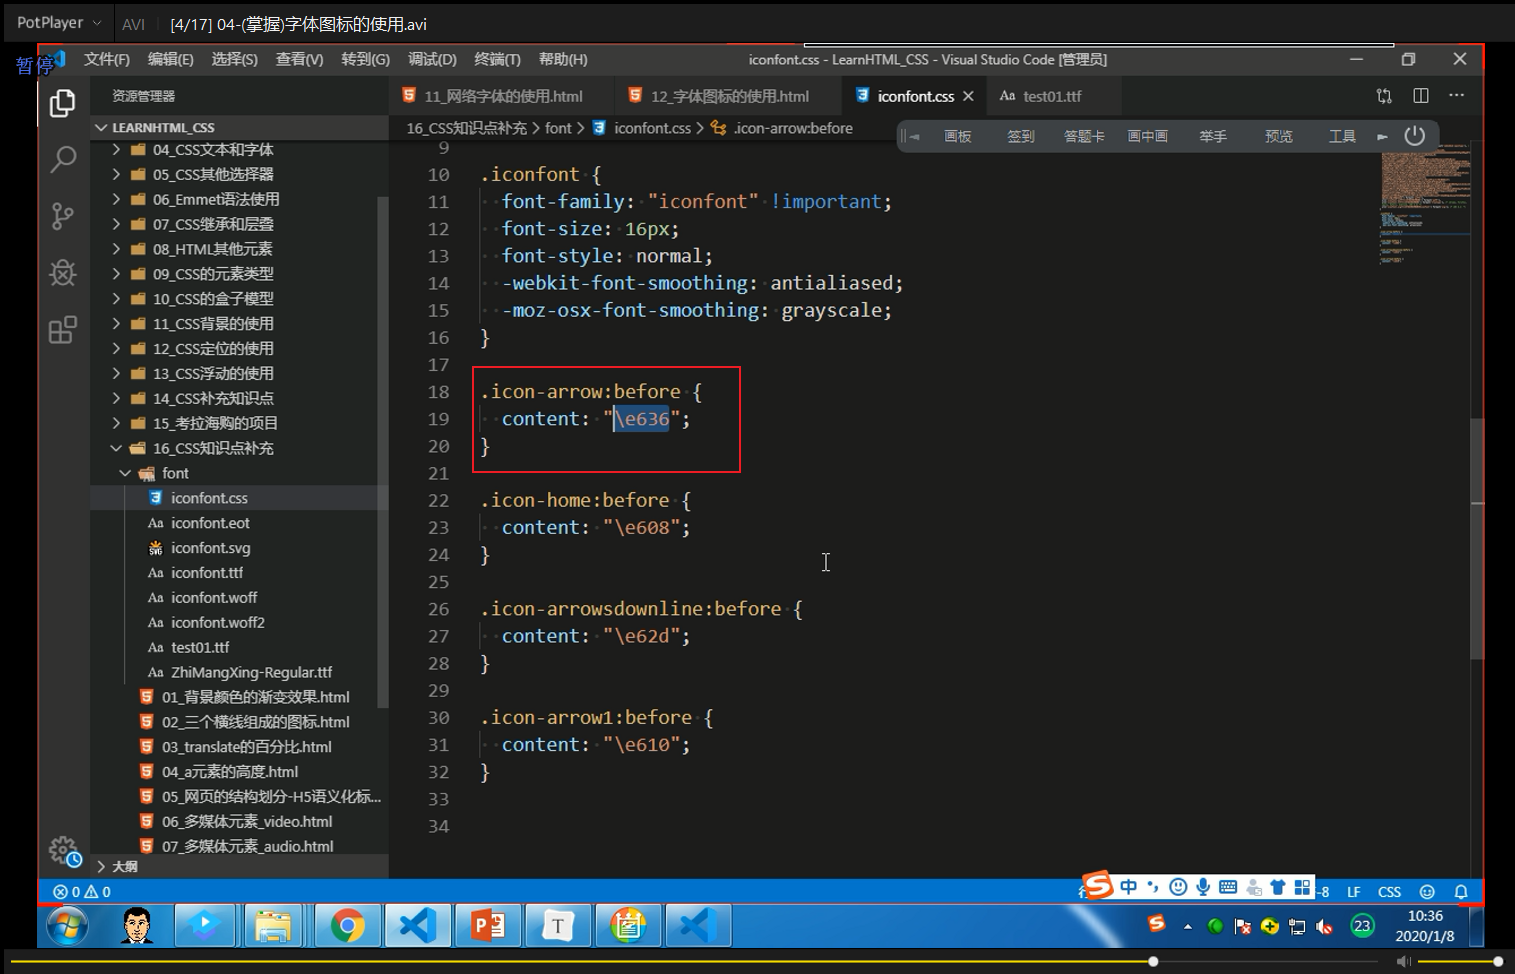 PotPlayer AVI [4/17] 04-(掌握)字体图标的使用.avi
暂停
文件(F) 编辑(E) 选择(S) 查看(V) 转到(G) 调试(D) 终端(T) 帮助(H) iconfont.css - LearnHTML_CSS - Visual Studio Code [管理员]
资源管理器
11_网络字体的使用.html 12_字体图标的使用.html iconfont.css Aa test01.ttf
LEARNHTML_CSS
16_CSS知识点补充 > font > iconfont.css > .icon-arrow:before
画板 签到 答题卡 画中画 举手 预览 工具
04_CSS文本和字体
05_CSS其他选择器
06_Emmet语法使用
07_CSS继承和层叠
08_HTML其他元素
09_CSS的元素类型
10_CSS的盒子模型
11_CSS背景的使用
12_CSS定位的使用
13_CSS浮动的使用
14_CSS补充知识点
15_考拉海购的项目
16_CSS知识点补充
font
iconfont.css
Aa iconfont.eot
SVG iconfont.svg
Aa iconfont.ttf
Aa iconfont.woff
Aa iconfont.woff2
Aa test01.ttf
Aa ZhiMangXing-Regular.ttf
01_背景颜色的渐变效果.html
02_三个横线组成的图标.html
03_translate的百分比.html
04_a元素的高度.html
05_网页的结构划分-H5语义化标...
06_多媒体元素_video.html
07_多媒体元素_audio.html
大纲
9
10 .iconfont {
11 font-family: "iconfont" !important;
12 font-size: 16px;
13 font-style: normal;
14 -webkit-font-smoothing: antialiased;
15 -moz-osx-font-smoothing: grayscale;
16 }
17
18 .icon-arrow:before {
19 content: "\e636";
20 }
21
22 .icon-home:before {
23 content: "\e608";
24 }
25
26 .icon-arrowsdownline:before {
27 content: "\e62d";
28 }
29
30 .icon-arrow1:before {
31 content: "\e610";
32 }
33
34
0 0
中
-8 LF CSS
23
10:36
2020/1/8